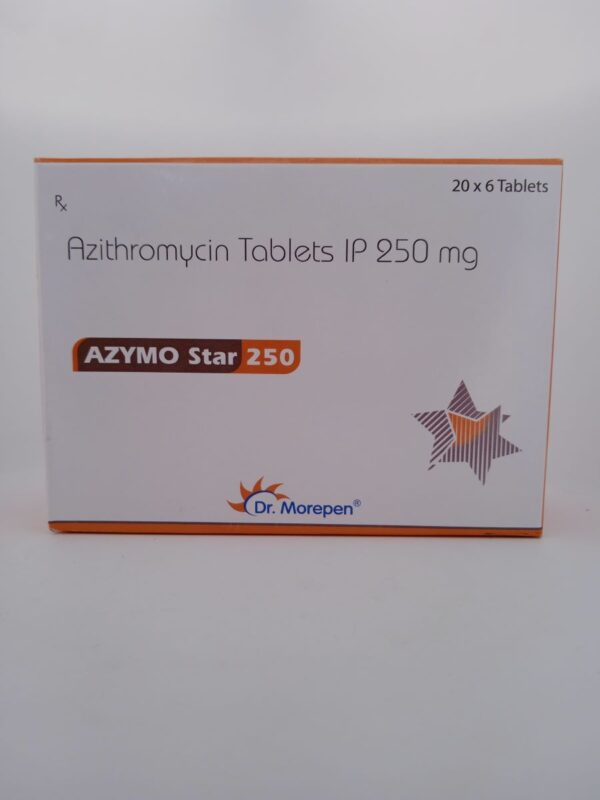 20 x 6 Tablets
Rx
Azithromycin Tablets IP 250 mg
AZYMO Star 250
Dr. Morepen®